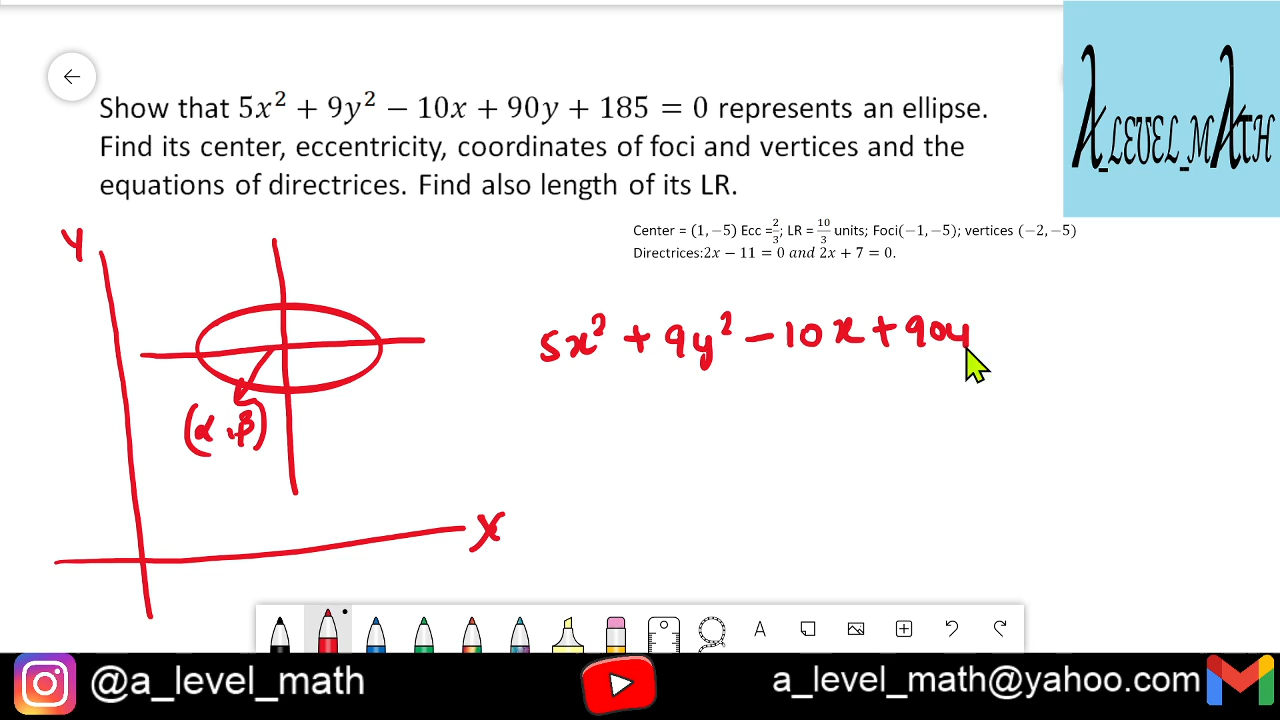 Show that 5x² + 9y² − 10x + 90y + 185 = 0 represents an ellipse.
Find its center, eccentricity, coordinates of foci and vertices and the
equations of directrices. Find also length of its LR.
λ_LEVEL_MλTH
Center = (1, −5) Ecc = 2/3; LR = 10/3 units; Foci(−1, −5); vertices (−2, −5)
Directrices:2x − 11 = 0 and 2x + 7 = 0.
Y
5x² + 9y² − 10x + 90y
(α, β)
X
A
@a_level_math
a_level_math@yahoo.com